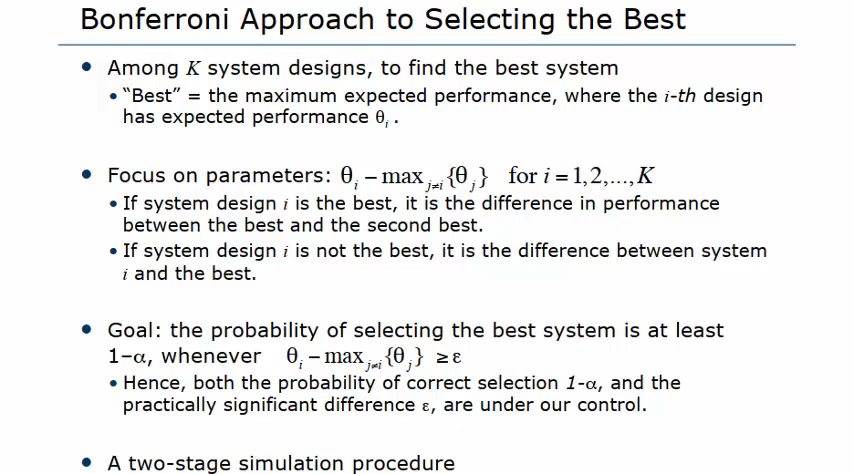 Bonferroni Approach to Selecting the Best
• Among K system designs, to find the best system
• “Best” = the maximum expected performance, where the i-th design
has expected performance θᵢ .
• Focus on parameters: θᵢ − max_{j≠i}{θⱼ} for i = 1,2,...,K
• If system design i is the best, it is the difference in performance
between the best and the second best.
• If system design i is not the best, it is the difference between system
i and the best.
• Goal: the probability of selecting the best system is at least
1−α, whenever θᵢ − max_{j≠i}{θⱼ} ≥ ε
• Hence, both the probability of correct selection 1-α, and the
practically significant difference ε, are under our control.
• A two-stage simulation procedure